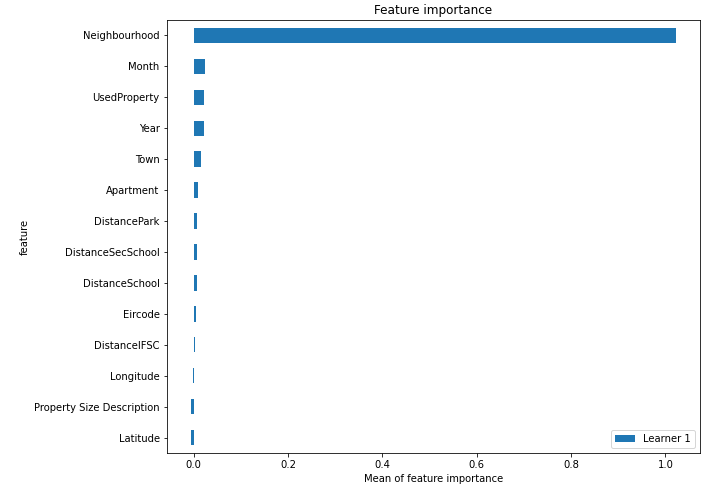 Feature importance
Neighbourhood
Month
UsedProperty
Year
Town
Apartment
DistancePark
DistanceSecSchool
DistanceSchool
Eircode
DistanceIFSC
Longitude
Property Size Description
Latitude
feature
Learner 1
0.0 0.2 0.4 0.6 0.8 1.0
Mean of feature importance